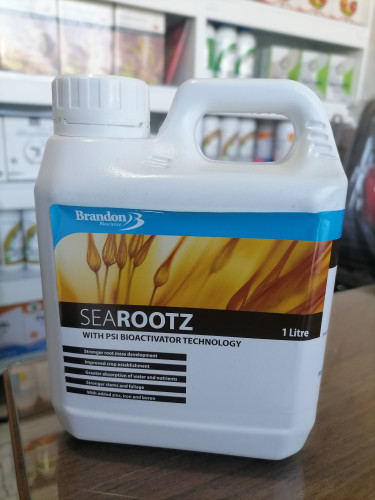 Brandon
Bioscience
SEAROOTZ
1 Litre
WITH PSI BIOACTIVATOR TECHNOLOGY
Stronger root mass development
Improved crop establishment
Greater absorption of water and nutrients
Stronger stems and foliage
With added zinc, iron and boron